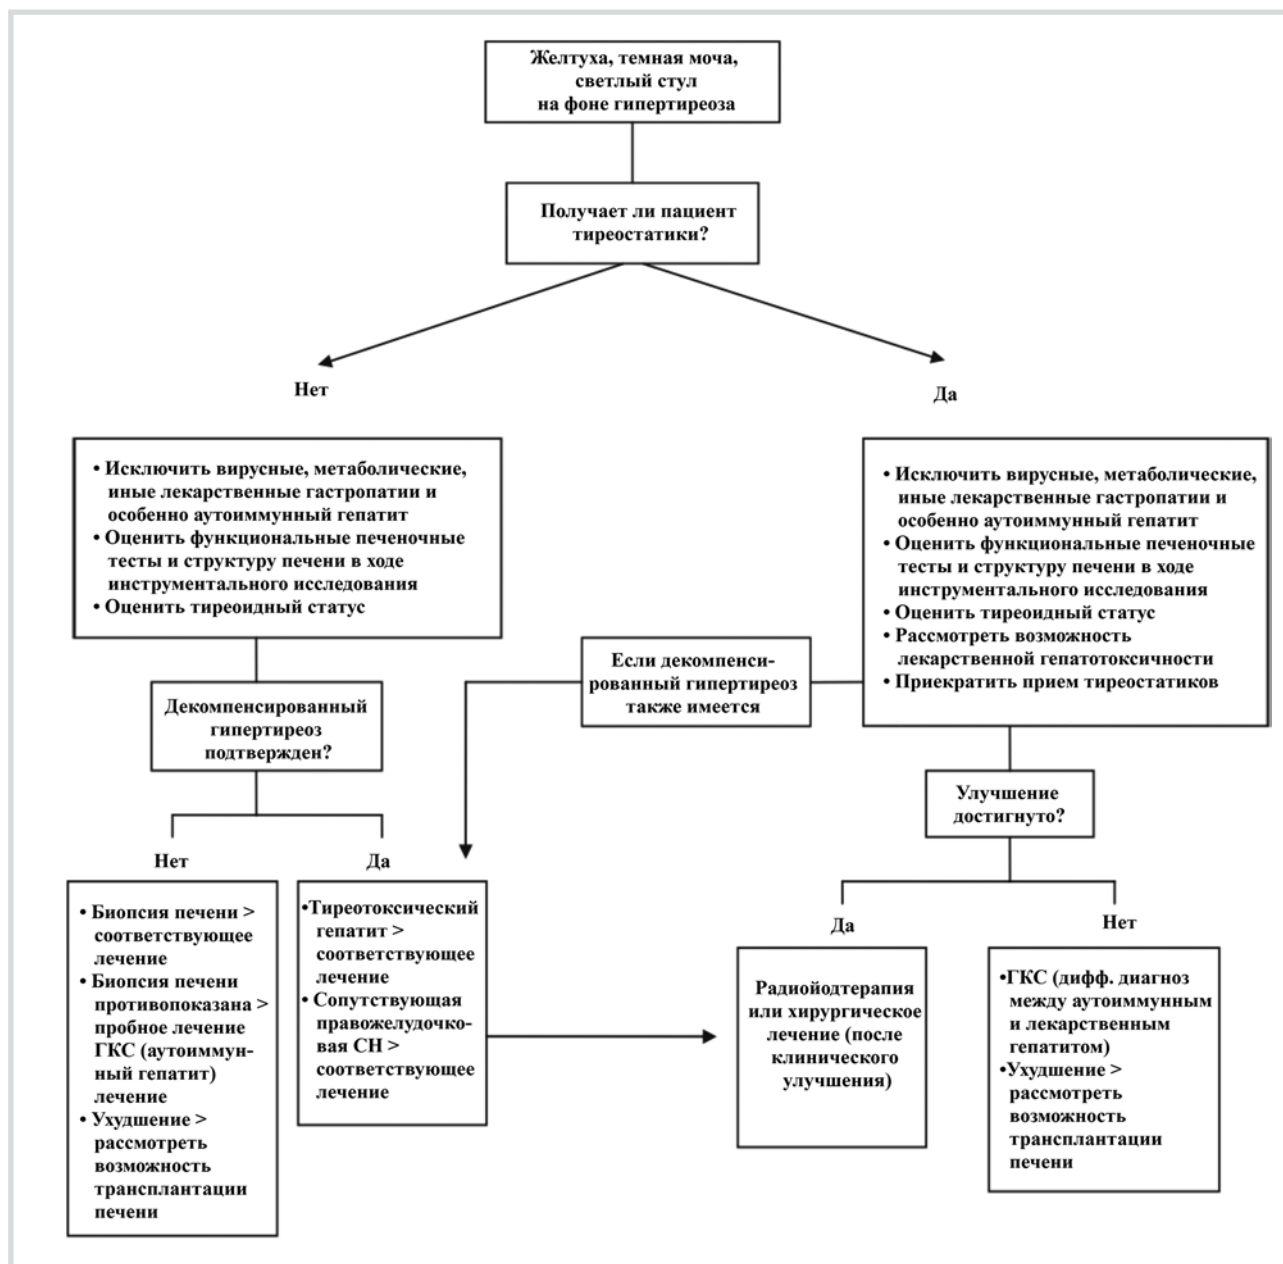 Желтуха, темная моча,
светлый стул
на фоне гипертиреоза
Получает ли пациент
тиреостатики?
Нет
Да
• Исключить вирусные, метаболические,
иные лекарственные гастропатии и
особенно аутоиммунный гепатит
• Оценить функциональные печеночные
тесты и структуру печени в ходе
инструментального исследования
• Оценить тиреоидный статус
• Исключить вирусные, метаболические,
иные лекарственные гастропатии и
особенно аутоиммунный гепатит
• Оценить функциональные печеночные
тесты и структуру печени в ходе
инструментального исследования
• Оценить тиреоидный статус
• Рассмотреть возможность
лекарственной гепатотоксичности
• Приекратить прием тиреостатиков
Если декомпенси-
рованный гипертиреоз
также имеется
Декомпенсированный
гипертиреоз
подтвержден?
Улучшение
достигнуто?
Нет
Да
• Биопсия печени >
соответствующее
лечение
• Биопсия печени
противопоказана >
пробное лечение
ГКС (аутоиммун-
ный гепатит)
лечение
• Ухудшение >
рассмотреть
возможность
трансплантации
печени
•Тиреотоксический
гепатит >
соответствующее
лечение
• Сопутствующая
правожелудочко-
вая СН >
соответствующее
лечение
Да
Нет
Радиойодтерапия
или хирургическое
лечение (после
клинического
улучшения)
•ГКС (дифф. диагноз
между аутоиммунным
и лекарственным
гепатитом)
•Ухудшение >
рассмотреть
возможность
трансплантации
печени